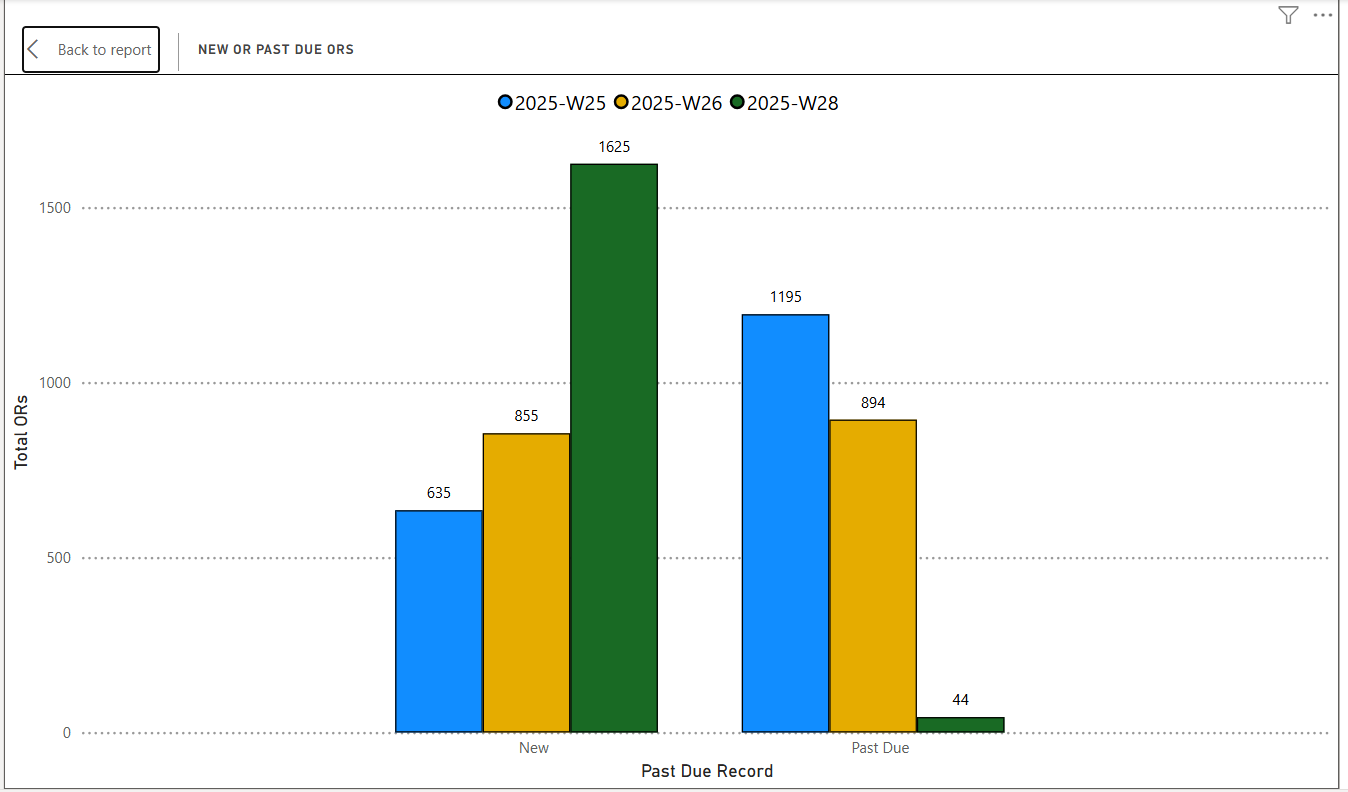 Back to report
NEW OR PAST DUE ORS
2025-W25 2025-W26 2025-W28
1625
1500
1195
1000
894
855
635
500
44
0
New Past Due
Past Due Record
Total ORs